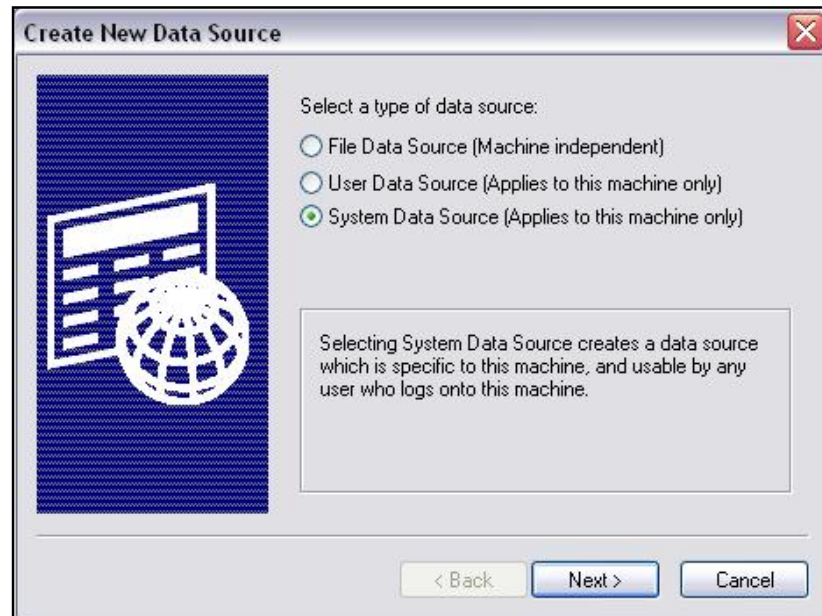 Create New Data Source
Select a type of data source:
File Data Source (Machine independent)
User Data Source (Applies to this machine only)
System Data Source (Applies to this machine only)
Selecting System Data Source creates a data source
which is specific to this machine, and usable by any
user who logs onto this machine.
< Back
Next >
Cancel